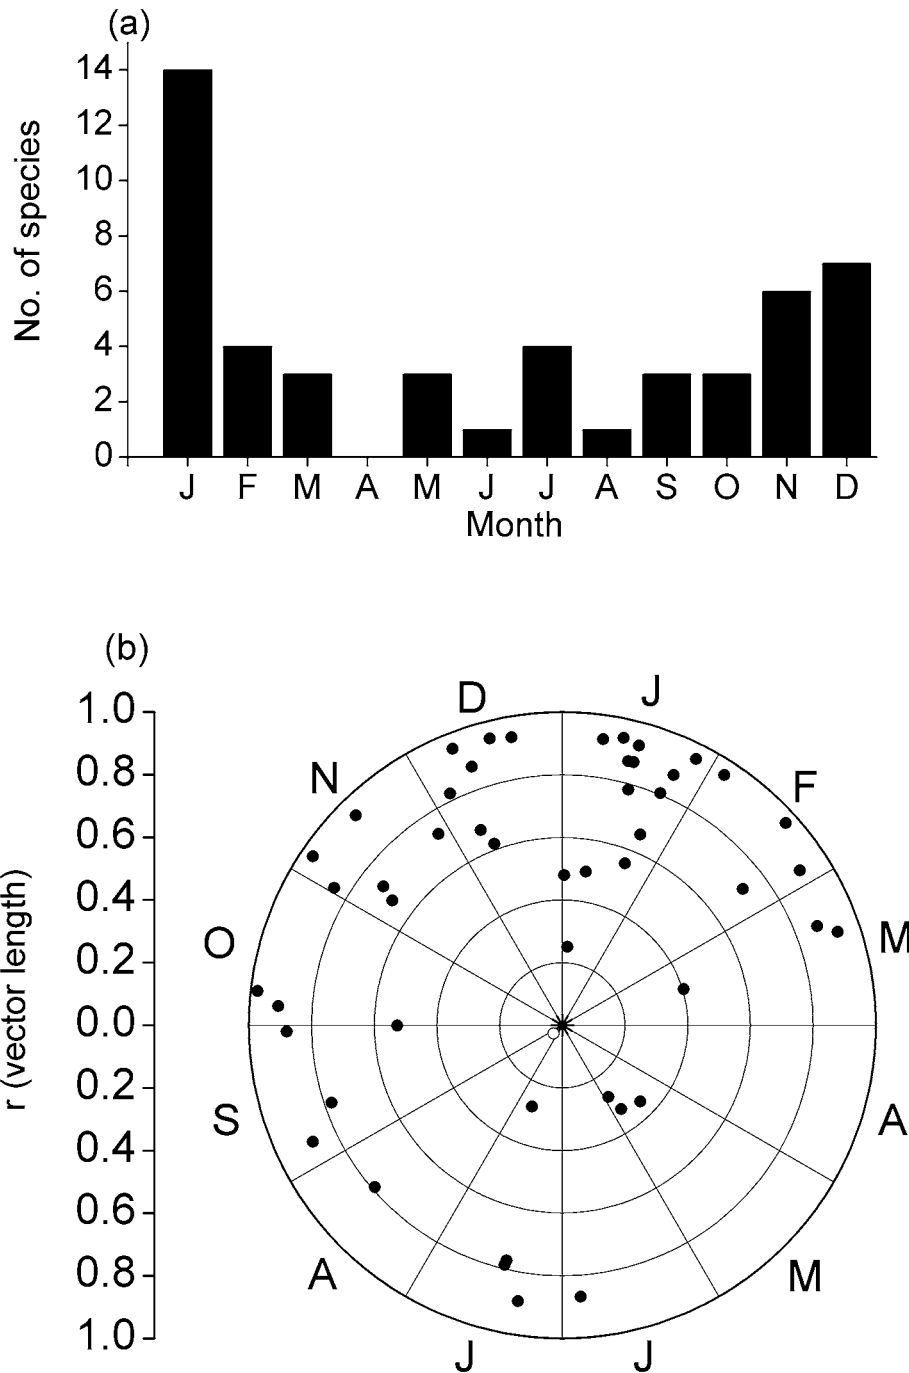 (a)
No. of species
14
12
10
8
6
4
2
0
J F M A M J J A S O N D
Month
(b)
r (vector length)
1.0
0.8
0.6
0.4
0.2
0.0
0.2
0.4
0.6
0.8
1.0
D J
N F
O M
S A
A M
J J